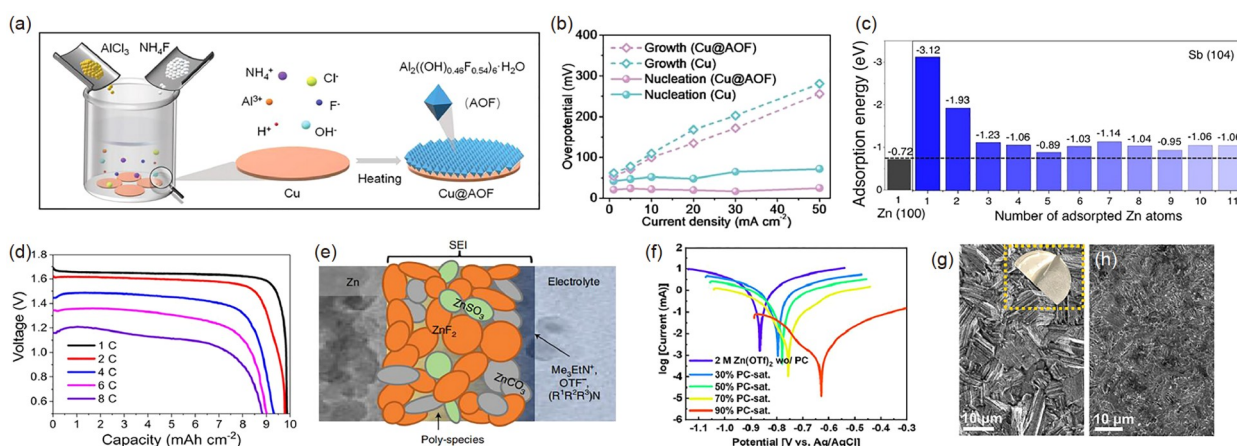 (a)
AlCl3
NH4F
NH4+
Cl-
Al3+
F-
H+
OH-
Cu
Heating
Al2((OH)0.46F0.54)6·H2O
(AOF)
Cu@AOF
(b)
Overpotential (mV)
400
300
200
100
0
Growth (Cu@AOF)
Growth (Cu)
Nucleation (Cu@AOF)
Nucleation (Cu)
0 10 20 30 40 50
Current density (mA cm-2)
(c)
Adsorption energy (eV)
-3
-2
-1
0
Sb (104)
-0.72
-3.12
-1.93
-1.23
-1.06
-0.89
-1.03
-1.14
-1.04
-0.95
-1.06
-1.06
1 1 2 3 4 5 6 7 8 9 10 11
Zn (100)
Number of adsorpted Zn atoms
(d)
Voltage (V)
1.8
1.6
1.4
1.2
1.0
0.8
0.6
1 C
2 C
4 C
6 C
8 C
0 1 2 3 4 5 6 7 8 9 10
Capacity (mAh cm-2)
(e)
SEI
Zn
Electrolyte
ZnSO3
ZnF2
ZnCO3
Me3EtN+,
OTF-,
(R1R2R3)N
Poly-species
(f)
log [Current (mA)]
2
1
0
-1
-2
-3
-4
-5
-6
2 M Zn(OTf)2 wo/ PC
30% PC-sat.
50% PC-sat.
70% PC-sat.
90% PC-sat.
-1.1 -1.0 -0.9 -0.8 -0.7 -0.6 -0.5 -0.4 -0.3
Potential [V vs. Ag/AgCl]
(g)
10 μm
(h)
10 μm